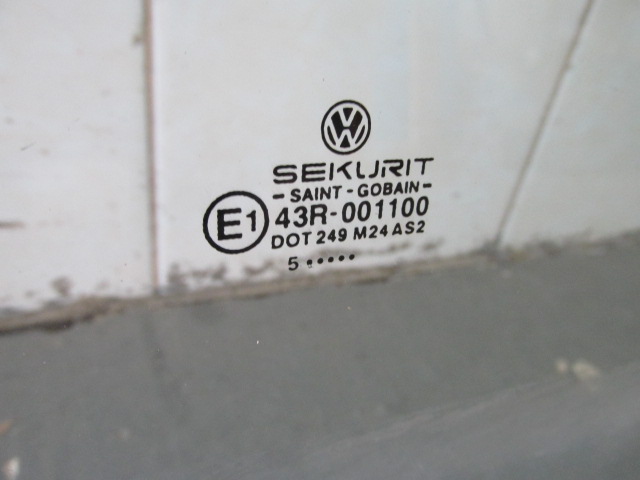 SEKURIT
- SAINT - GOBAIN -
E1 43R-001100
DOT 249 M24 AS2
5 •••••